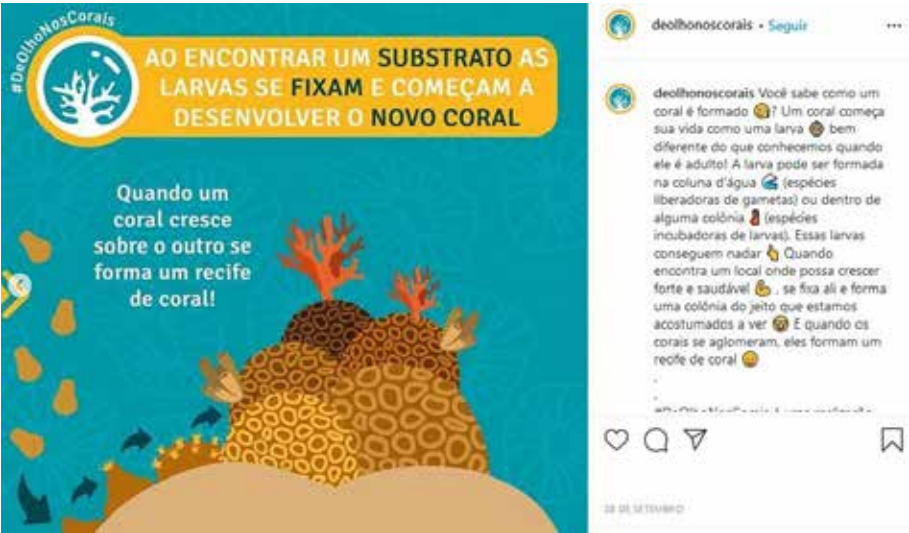 #DeOlhoNosCorais
AO ENCONTRAR UM SUBSTRATO AS
LARVAS SE FIXAM E COMEÇAM A
DESENVOLVER O NOVO CORAL
Quando um
coral cresce
sobre o outro se
forma um recife
de coral!
deolhonoscorais • Seguir
deolhonoscorais Você sabe como um
coral é formado 🤔? Um coral começa
sua vida como uma larva 🐵 bem
diferente do que conhecemos quando
ele é adulto! A larva pode ser formada
na coluna d'água 🌊 (espécies
liberadoras de gametas) ou dentro de
alguma colônia (espécies
incubadoras de larvas). Essas larvas
conseguem nadar 👆 Quando
encontra um local onde possa crescer
forte e saudável 💪 , se fixa ali e forma
uma colônia do jeito que estamos
acostumados a ver 🤓 E quando os
corais se aglomeram, eles formam um
recife de coral 😀
.
.
28 DE SETEMBRO